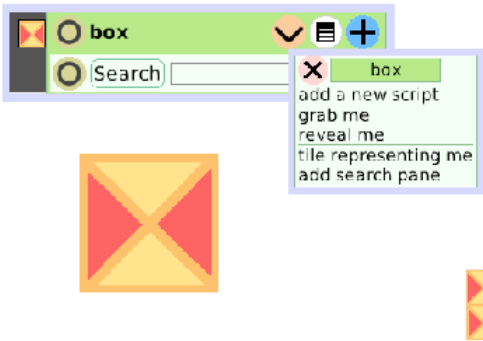 box
Search
box
add a new script
grab me
reveal me
tile representing me
add search pane